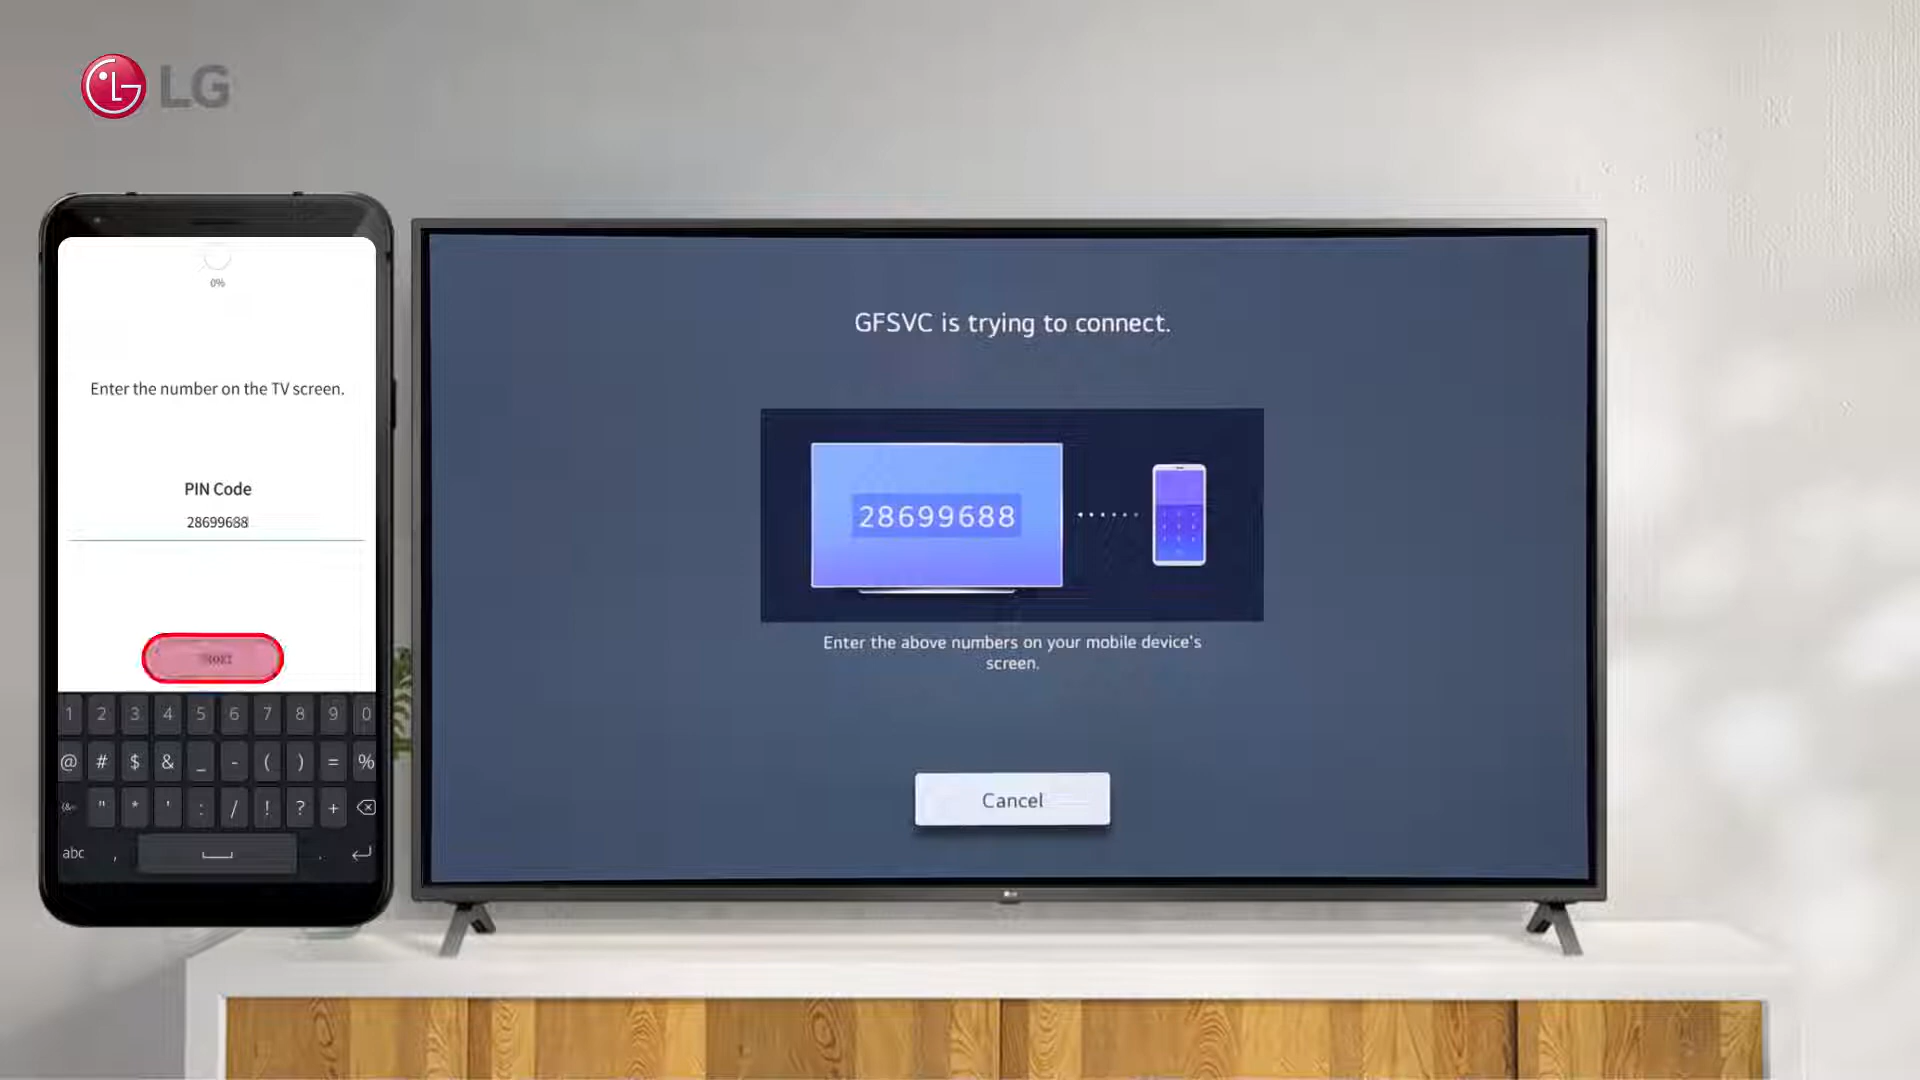 LG
0%
Enter the number on the TV screen.
PIN Code
28699688
1 2 3 4 5 6 7 8 9 0
@ # $ & _ - ( ) = %
" * ' : / ! ? +
abc , .
GFSVC is trying to connect.
28699688
Enter the above numbers on your mobile device's
screen.
Cancel